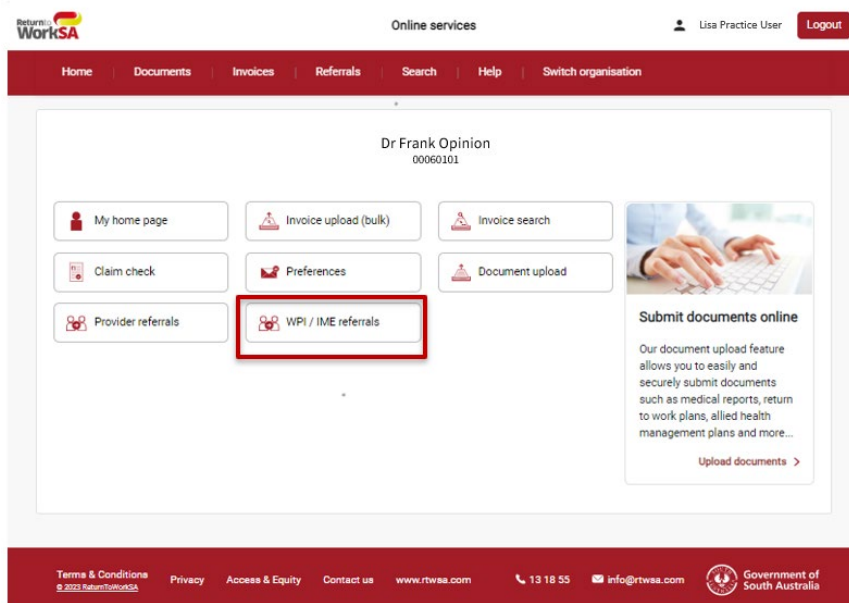 Returnto
WorkSA
Online services
Lisa Practice User
Logout
Home
Documents
Invoices
Referrals
Search
Help
Switch organisation
Dr Frank Opinion
00060101
My home page
Invoice upload (bulk)
Invoice search
Claim check
Preferences
Document upload
Provider referrals
WPI / IME referrals
Submit documents online
Our document upload feature
allows you to easily and
securely submit documents
such as medical reports, return
to work plans, allied health
management plans and more...
Upload documents
Terms & Conditions
© 2023 ReturnToWorkSA
Privacy
Access & Equity
Contact us
www.rtwsa.com
13 18 55
info@rtwsa.com
Government of
South Australia